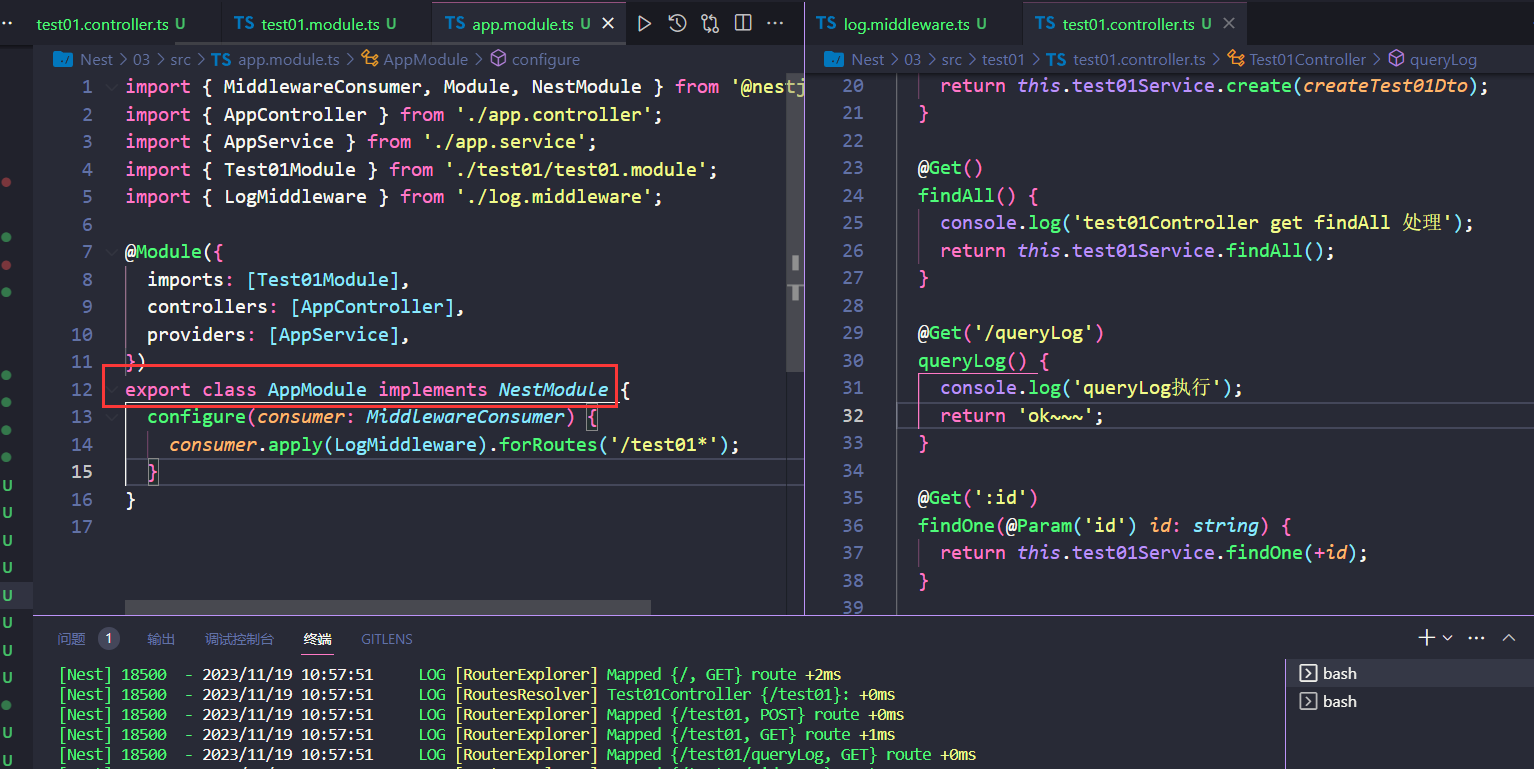 test01.controller.ts U
TS test01.module.ts U
TS app.module.ts U
Nest > 03 > src > TS app.module.ts > AppModule > configure
1 import { MiddlewareConsumer, Module, NestModule } from '@nestj
2 import { AppController } from './app.controller';
3 import { AppService } from './app.service';
4 import { Test01Module } from './test01/test01.module';
5 import { LogMiddleware } from './log.middleware';
6
7 @Module({
8 imports: [Test01Module],
9 controllers: [AppController],
10 providers: [AppService],
11 })
12 export class AppModule implements NestModule {
13 configure(consumer: MiddlewareConsumer) {
14 consumer.apply(LogMiddleware).forRoutes('/test01*');
15 }
16 }
17
TS log.middleware.ts U
TS test01.controller.ts U
Nest > 03 > src > test01 > TS test01.controller.ts > Test01Controller > queryLog
20 return this.test01Service.create(createTest01Dto);
21 }
22
23 @Get()
24 findAll() {
25 console.log('test01Controller get findAll 处理');
26 return this.test01Service.findAll();
27 }
28
29 @Get('/queryLog')
30 queryLog() {
31 console.log('queryLog执行');
32 return 'ok~~~';
33 }
34
35 @Get(':id')
36 findOne(@Param('id') id: string) {
37 return this.test01Service.findOne(+id);
38 }
39
U
U
U
U
U
U
U
U
U
U
问题 1 输出 调试控制台 终端 GITLENS
[Nest] 18500 - 2023/11/19 10:57:51 LOG [RouterExplorer] Mapped {/, GET} route +2ms
[Nest] 18500 - 2023/11/19 10:57:51 LOG [RoutesResolver] Test01Controller {/test01}: +0ms
[Nest] 18500 - 2023/11/19 10:57:51 LOG [RouterExplorer] Mapped {/test01, POST} route +0ms
[Nest] 18500 - 2023/11/19 10:57:51 LOG [RouterExplorer] Mapped {/test01, GET} route +1ms
[Nest] 18500 - 2023/11/19 10:57:51 LOG [RouterExplorer] Mapped {/test01/queryLog, GET} route +0ms
bash
bash